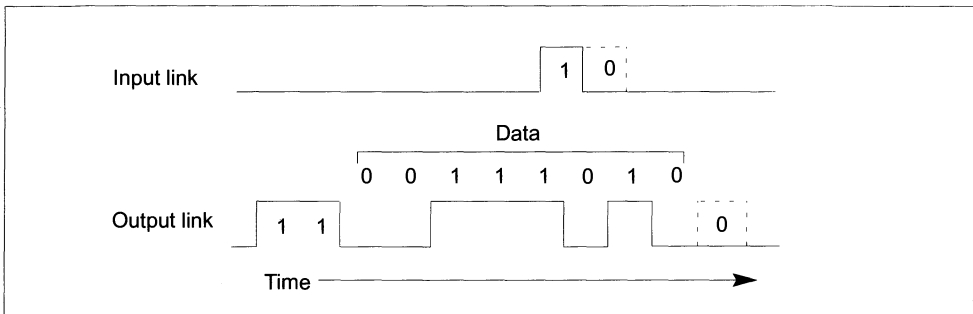 Input link 1 0
Data
0 0 1 1 1 0 1 0
Output link 1 1 0
Time